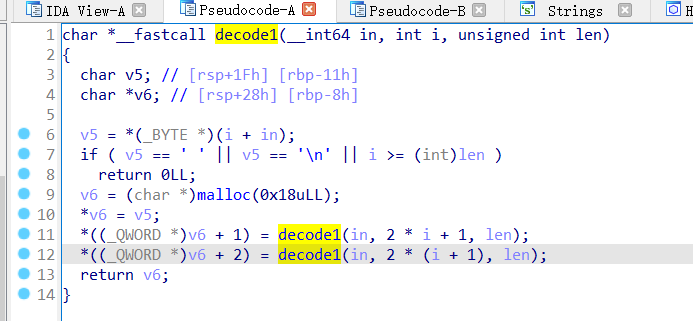 IDA View-A
Pseudocode-A
Pseudocode-B
Strings
1 char *__fastcall decode1(__int64 in, int i, unsigned int len)
2 {
3 char v5; // [rsp+1Fh] [rbp-11h]
4 char *v6; // [rsp+28h] [rbp-8h]
5
6 v5 = *(_BYTE *)(i + in);
7 if ( v5 == ' ' || v5 == '\n' || i >= (int)len )
8 return 0LL;
9 v6 = (char *)malloc(0x18uLL);
10 *v6 = v5;
11 *((_QWORD *)v6 + 1) = decode1(in, 2 * i + 1, len);
12 *((_QWORD *)v6 + 2) = decode1(in, 2 * (i + 1), len);
13 return v6;
14 }